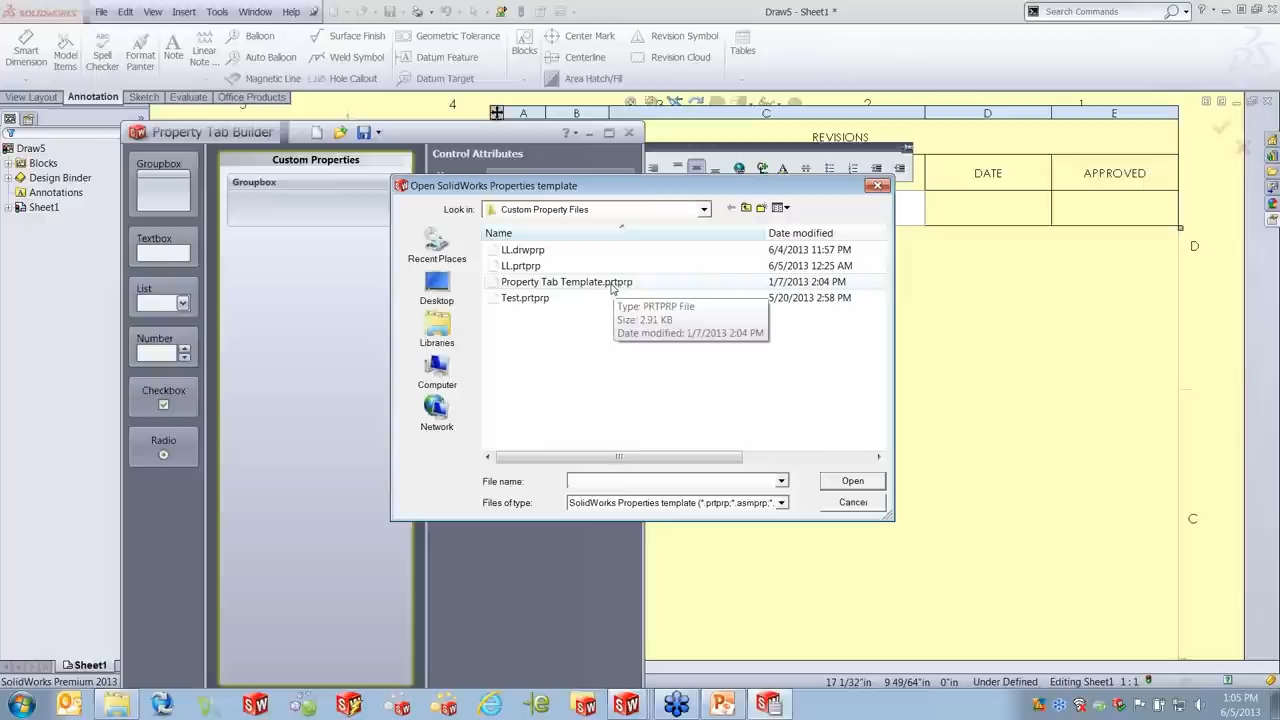 SOLIDWORKS
File Edit View Insert Tools Window Help
Draw5 - Sheet1 *
Search Commands
Smart Dimension
Model Items
Spell Checker
Format Painter
Note
Linear Note ...
Balloon
Auto Balloon
Magnetic Line
Surface Finish
Weld Symbol
Hole Callout
Geometric Tolerance
Datum Feature
Datum Target
Blocks
Center Mark
Centerline
Area Hatch/Fill
Revision Symbol
Revision Cloud
Tables
View Layout Annotation Sketch Evaluate Office Products
4 2 1
A B C D E
REVISIONS
DATE APPROVED
D
C
Draw5
Blocks
Design Binder
Annotations
Sheet1
Property Tab Builder
Groupbox
Textbox
List
Number
Checkbox
Radio
Custom Properties
Groupbox
Control Attributes
Open SolidWorks Properties template
Look in: Custom Property Files
Recent Places
Desktop
Libraries
Computer
Network
Name Date modified
LL.drwprp 6/4/2013 11:57 PM
LL.prtprp 6/5/2013 12:25 AM
Property Tab Template.prtprp 1/7/2013 2:04 PM
Test.prtprp 5/20/2013 2:58 PM
Type: PRTPRP File
Size: 2.91 KB
Date modified: 1/7/2013 2:04 PM
File name: Open
Files of type: SolidWorks Properties template (*.prtprp;*.asmprp;*. Cancel
Sheet1
SolidWorks Premium 2013
17 1/32" 9 49/64" 0" Under Defined Editing Sheet1 1 : 1
1:05 PM
6/5/2013